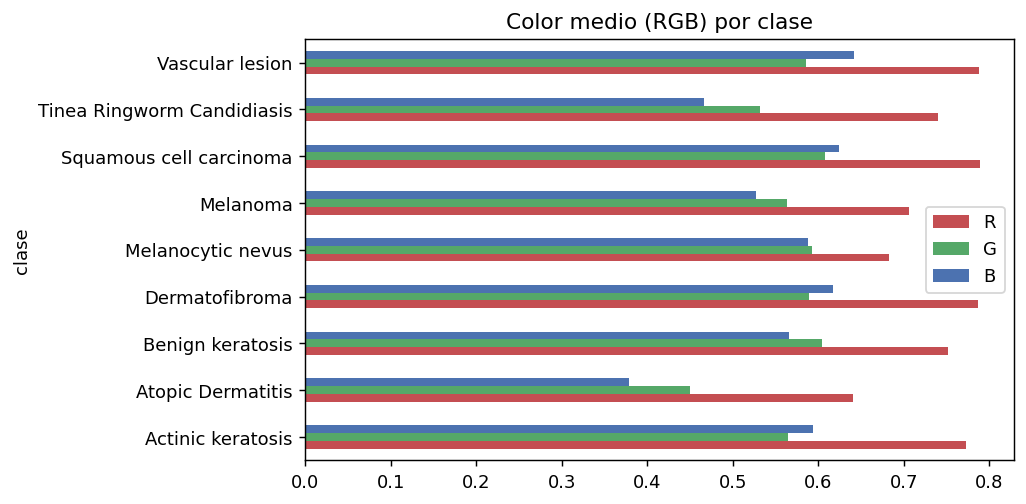 Color medio (RGB) por clase
clase
Vascular lesion
Tinea Ringworm Candidiasis
Squamous cell carcinoma
Melanoma
Melanocytic nevus
Dermatofibroma
Benign keratosis
Atopic Dermatitis
Actinic keratosis
R
G
B
0.0 0.1 0.2 0.3 0.4 0.5 0.6 0.7 0.8